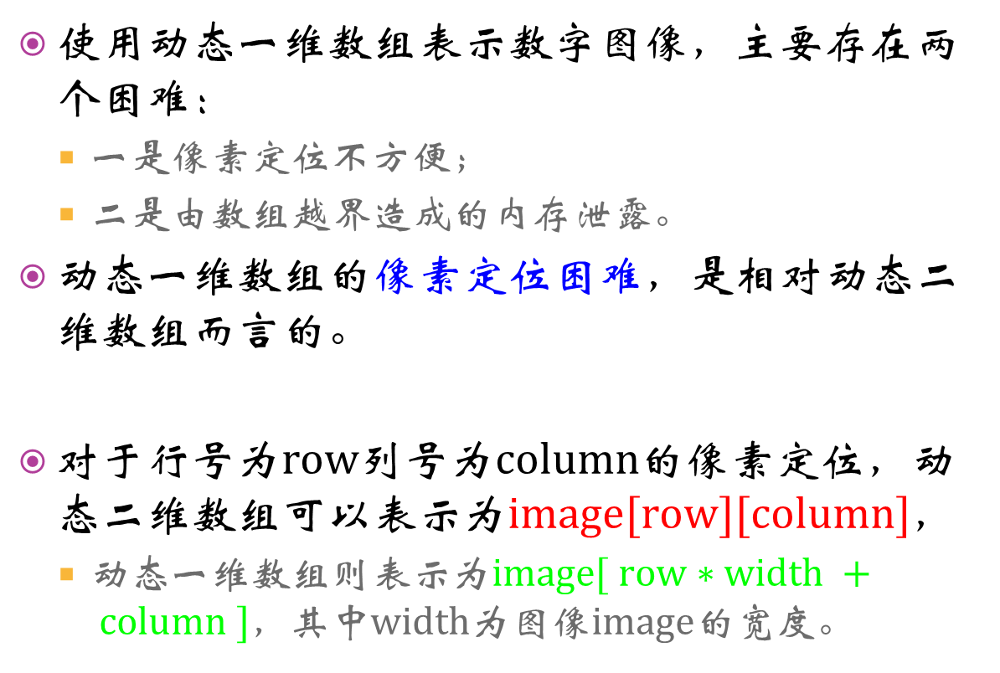 使用动态一维数组表示数字图像，主要存在两
个困难：
一是像素定位不方便；
二是由数组越界造成的内存泄露。
动态一维数组的像素定位困难，是相对动态二
维数组而言的。
对于行号为row列号为column的像素定位，动
态二维数组可以表示为image[row][column]，
动态一维数组则表示为image[ row * width +
column ]，其中width为图像image的宽度。